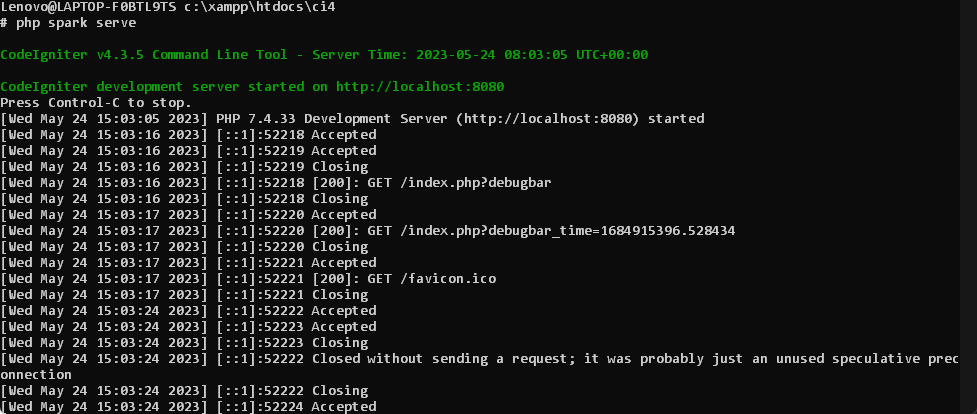 Lenovo@LAPTOP-F0BTL9TS c:\xampp\htdocs\ci4
# php spark serve
CodeIgniter v4.3.5 Command Line Tool - Server Time: 2023-05-24 08:03:05 UTC+00:00
CodeIgniter development server started on http://localhost:8080
Press Control-C to stop.
[Wed May 24 15:03:05 2023] PHP 7.4.33 Development Server (http://localhost:8080) started
[Wed May 24 15:03:16 2023] [::1]:52218 Accepted
[Wed May 24 15:03:16 2023] [::1]:52219 Accepted
[Wed May 24 15:03:16 2023] [::1]:52219 Closing
[Wed May 24 15:03:16 2023] [::1]:52218 [200]: GET /index.php?debugbar
[Wed May 24 15:03:16 2023] [::1]:52218 Closing
[Wed May 24 15:03:17 2023] [::1]:52220 Accepted
[Wed May 24 15:03:17 2023] [::1]:52220 [200]: GET /index.php?debugbar_time=1684915396.528434
[Wed May 24 15:03:17 2023] [::1]:52220 Closing
[Wed May 24 15:03:17 2023] [::1]:52221 Accepted
[Wed May 24 15:03:17 2023] [::1]:52221 [200]: GET /favicon.ico
[Wed May 24 15:03:17 2023] [::1]:52221 Closing
[Wed May 24 15:03:24 2023] [::1]:52222 Accepted
[Wed May 24 15:03:24 2023] [::1]:52223 Accepted
[Wed May 24 15:03:24 2023] [::1]:52223 Closing
[Wed May 24 15:03:24 2023] [::1]:52222 Closed without sending a request; it was probably just an unused speculative prec
onnection
[Wed May 24 15:03:24 2023] [::1]:52222 Closing
[Wed May 24 15:03:24 2023] [::1]:52224 Accepted